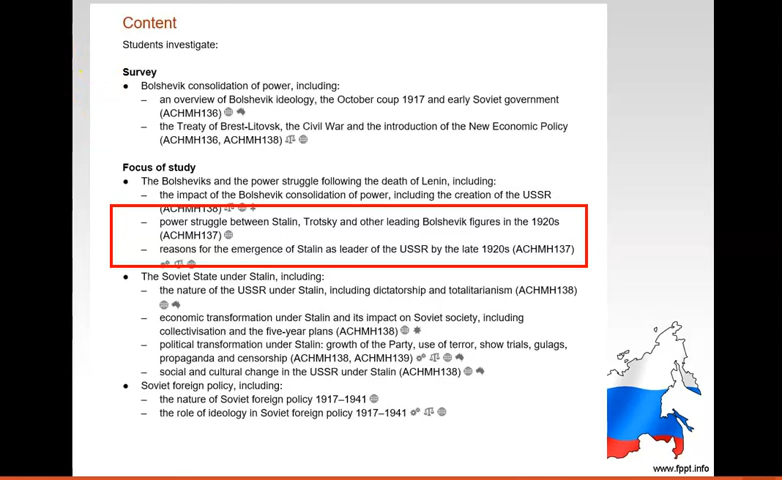 Content
Students investigate:
Survey
● Bolshevik consolidation of power, including:
– an overview of Bolshevik ideology, the October coup 1917 and early Soviet government
(ACHMH136)
– the Treaty of Brest-Litovsk, the Civil War and the introduction of the New Economic Policy
(ACHMH136, ACHMH138)
Focus of study
● The Bolsheviks and the power struggle following the death of Lenin, including:
– the impact of the Bolshevik consolidation of power, including the creation of the USSR
(ACHMH138)
– power struggle between Stalin, Trotsky and other leading Bolshevik figures in the 1920s
(ACHMH137)
– reasons for the emergence of Stalin as leader of the USSR by the late 1920s (ACHMH137)
● The Soviet State under Stalin, including:
– the nature of the USSR under Stalin, including dictatorship and totalitarianism (ACHMH138)
– economic transformation under Stalin and its impact on Soviet society, including
collectivisation and the five-year plans (ACHMH138)
– political transformation under Stalin: growth of the Party, use of terror, show trials, gulags,
propaganda and censorship (ACHMH138, ACHMH139)
– social and cultural change in the USSR under Stalin (ACHMH138)
● Soviet foreign policy, including:
– the nature of Soviet foreign policy 1917–1941
– the role of ideology in Soviet foreign policy 1917–1941
www.fppt.info